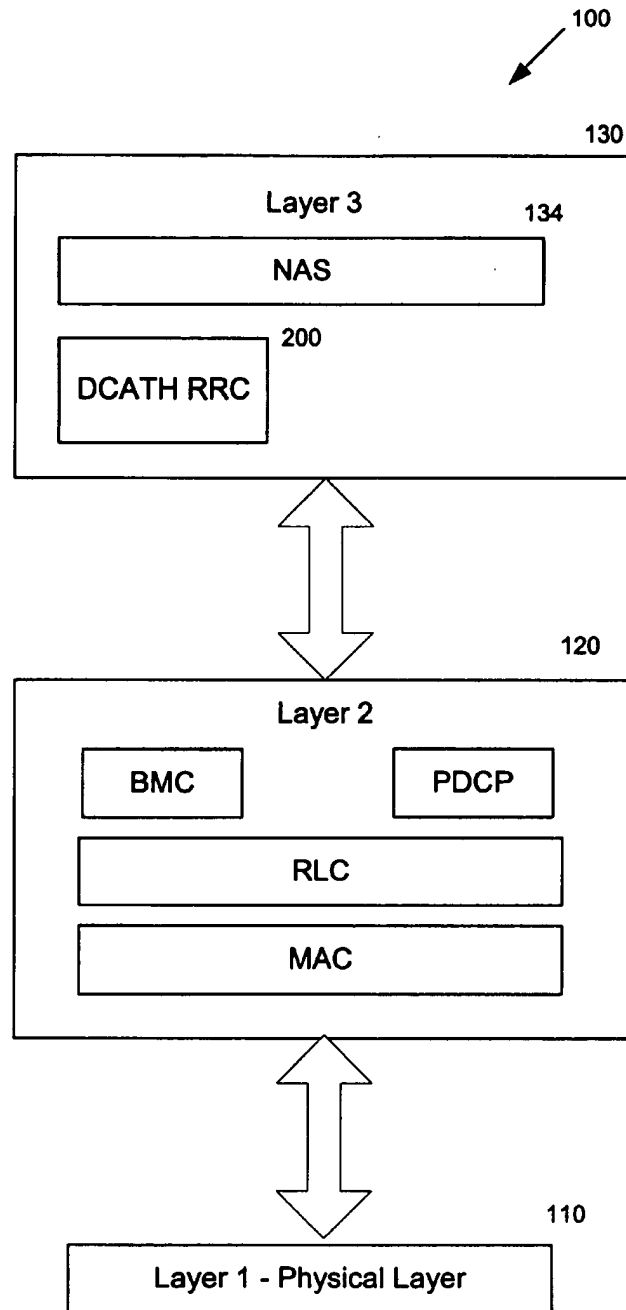 100
130
Layer 3
134
NAS
200
DCATH RRC
120
Layer 2
BMC PDCP
RLC
MAC
110
Layer 1 - Physical Layer